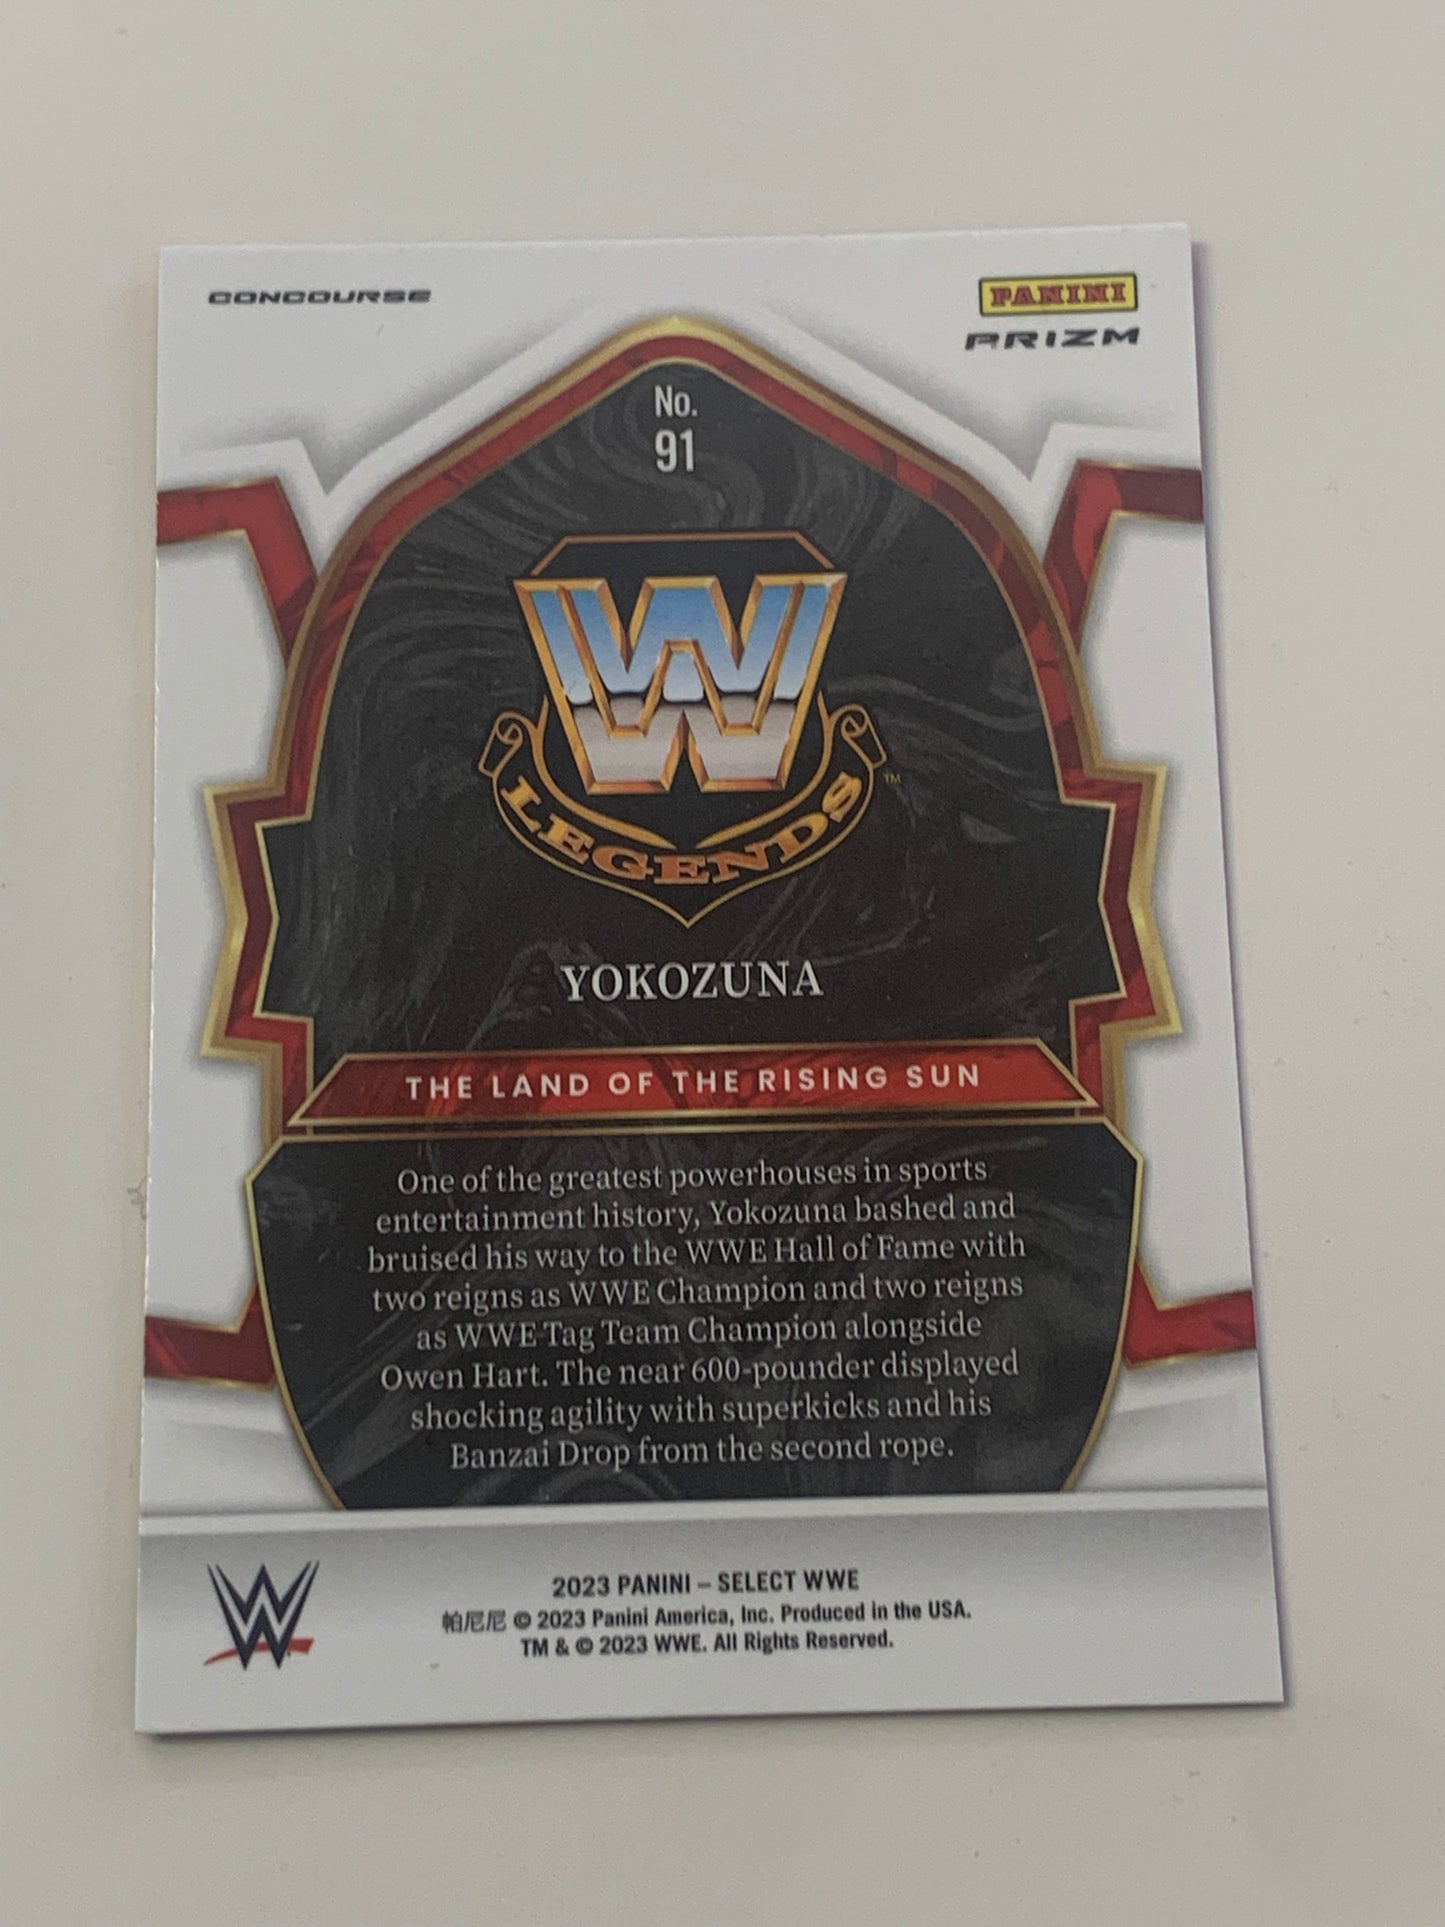 CONCOURSE
PANINI
PRIZM
No.
91
W
LEGENDS
TM
YOKOZUNA
THE LAND OF THE RISING SUN
One of the greatest powerhouses in sports
entertainment history, Yokozuna bashed and
bruised his way to the WWE Hall of Fame with
two reigns as WWE Champion and two reigns
as WWE Tag Team Champion alongside
Owen Hart. The near 600-pounder displayed
shocking agility with superkicks and his
Banzai Drop from the second rope.
W
2023 PANINI – SELECT WWE
帕尼尼 © 2023 Panini America, Inc. Produced in the USA.
TM & © 2023 WWE. All Rights Reserved.